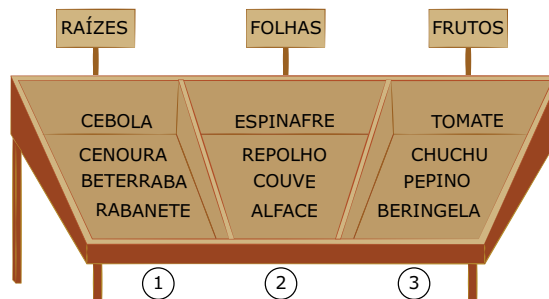 RAÍZES
FOLHAS
FRUTOS
CEBOLA
ESPINAFRE
TOMATE
CENOURA
REPOLHO
CHUCHU
BETERRABA
COUVE
PEPINO
RABANETE
ALFACE
BERINGELA
1
2
3